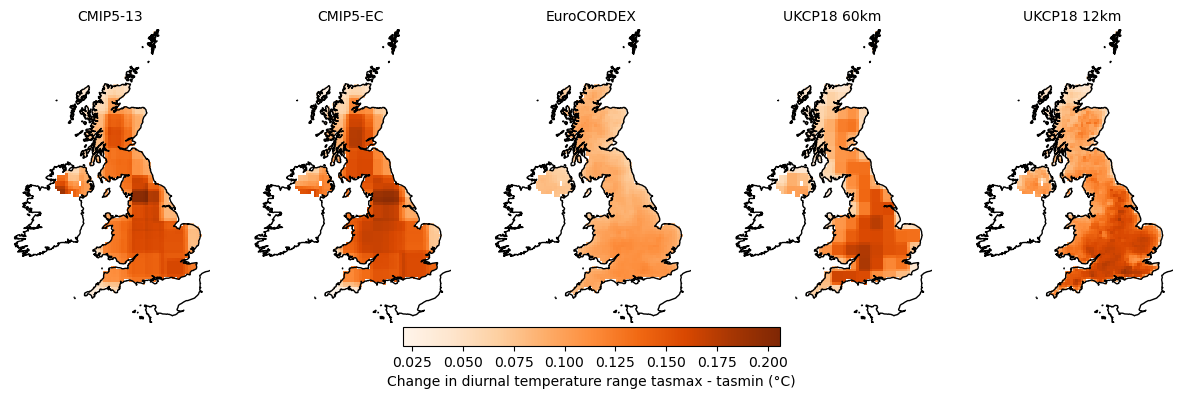 CMIP5-13 CMIP5-EC EuroCORDEX UKCP18 60km UKCP18 12km
0.025 0.050 0.075 0.100 0.125 0.150 0.175 0.200
Change in diurnal temperature range tasmax - tasmin (°C)